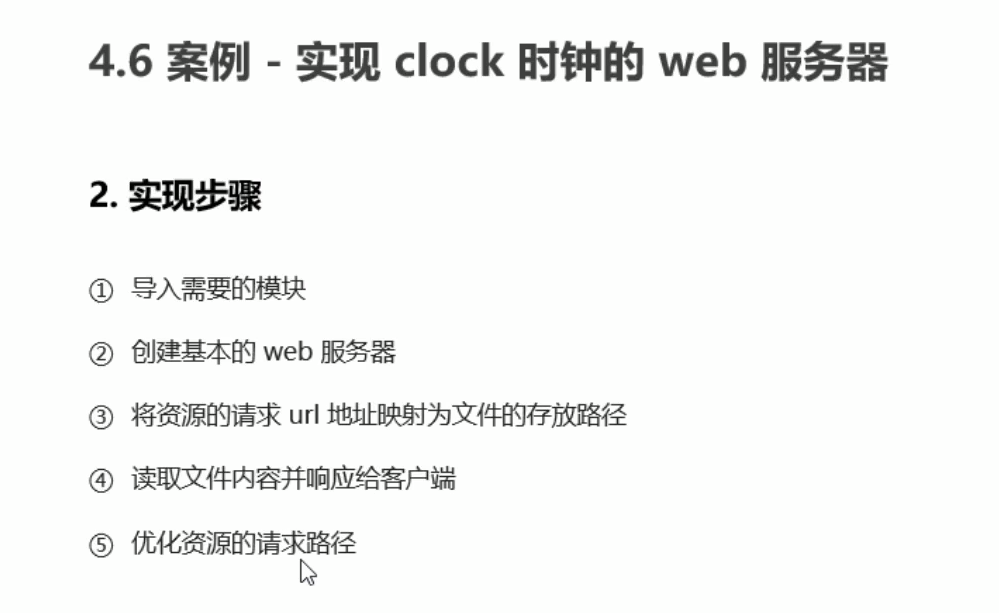 4.6 案例 - 实现 clock 时钟的 web 服务器
2. 实现步骤
① 导入需要的模块
② 创建基本的 web 服务器
③ 将资源的请求 url 地址映射为文件的存放路径
④ 读取文件内容并响应给客户端
⑤ 优化资源的请求路径